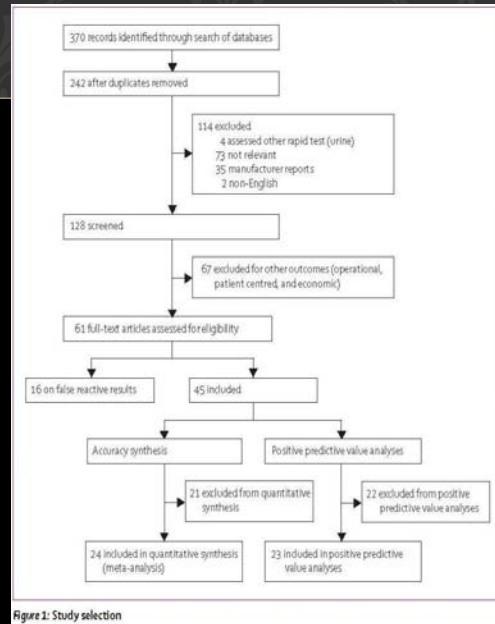 370 records identified through search of databases
242 after duplicates removed
114 excluded
4 assessed other rapid test (urine)
73 not relevant
35 manufacturer reports
2 non-English
128 screened
67 excluded for other outcomes (operational,
patient centred, and economic)
61 full-text articles assessed for eligibility
16 on false reactive results
45 included
Accuracy synthesis
Positive predictive value analyses
21 excluded from quantitative
synthesis
22 excluded from positive
predictive value analyses
24 included in quantitative synthesis
(meta-analysis)
23 included in positive predictive
value analyses
Figure 1: Study selection